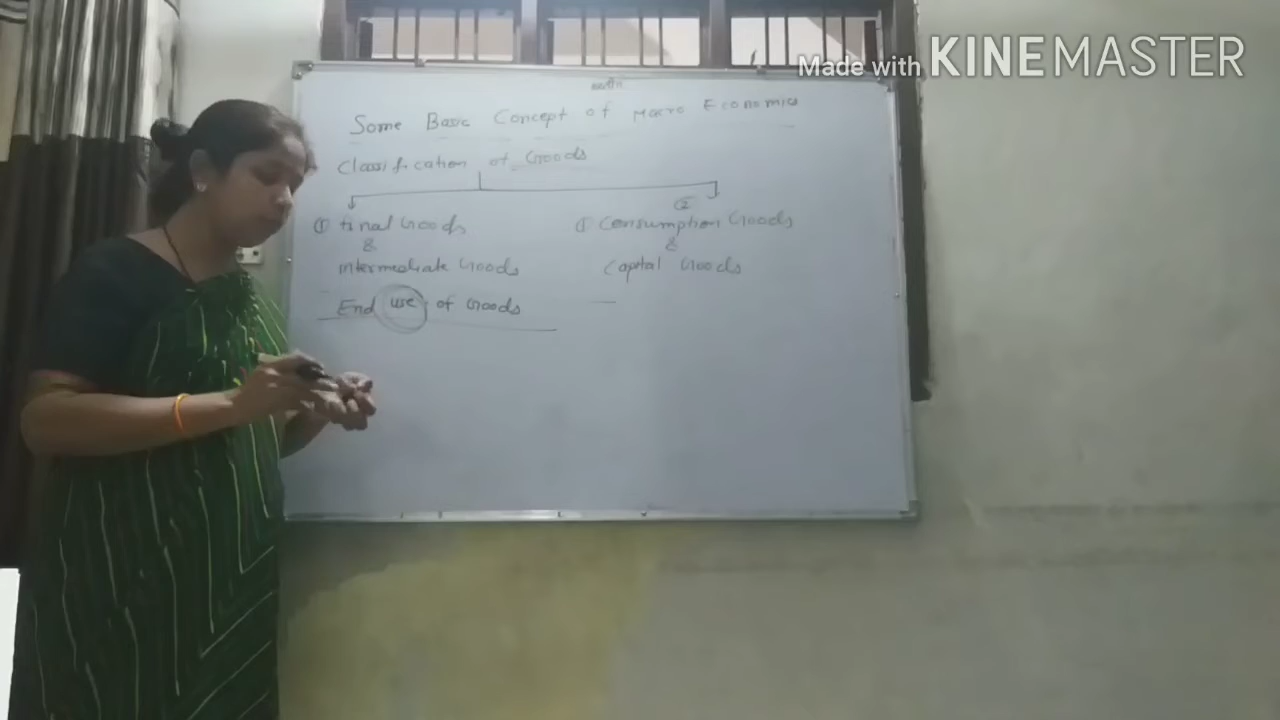 Made with KINEMASTER
Some Basic Concept of Macro Economics
Classification of Goods
① Final Goods
&
Intermediate Goods
End use of Goods
②
① Consumption Goods
&
Capital Goods